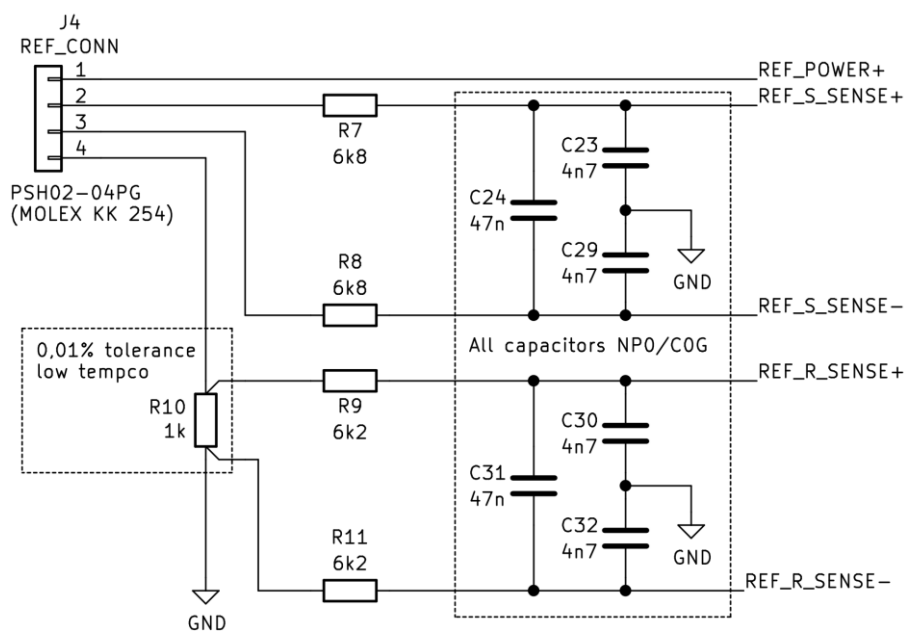 J4
REF_CONN
1
2
3
4
PSH02-04PG
(MOLEX KK 254)
REF_POWER+
REF_S_SENSE+
R7
6k8
C23
4n7
C24
47n
C29
4n7
GND
R8
6k8
REF_S_SENSE-
0,01% tolerance
low tempco
All capacitors NP0/C0G
REF_R_SENSE+
R10
1k
R9
6k2
C30
4n7
C31
47n
C32
4n7
GND
R11
6k2
REF_R_SENSE-
GND